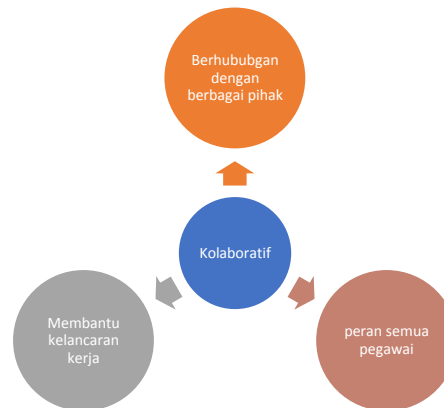 Berhububgan
dengan
berbagai pihak
Kolaboratif
Membantu
kelancaran
kerja
peran semua
pegawai